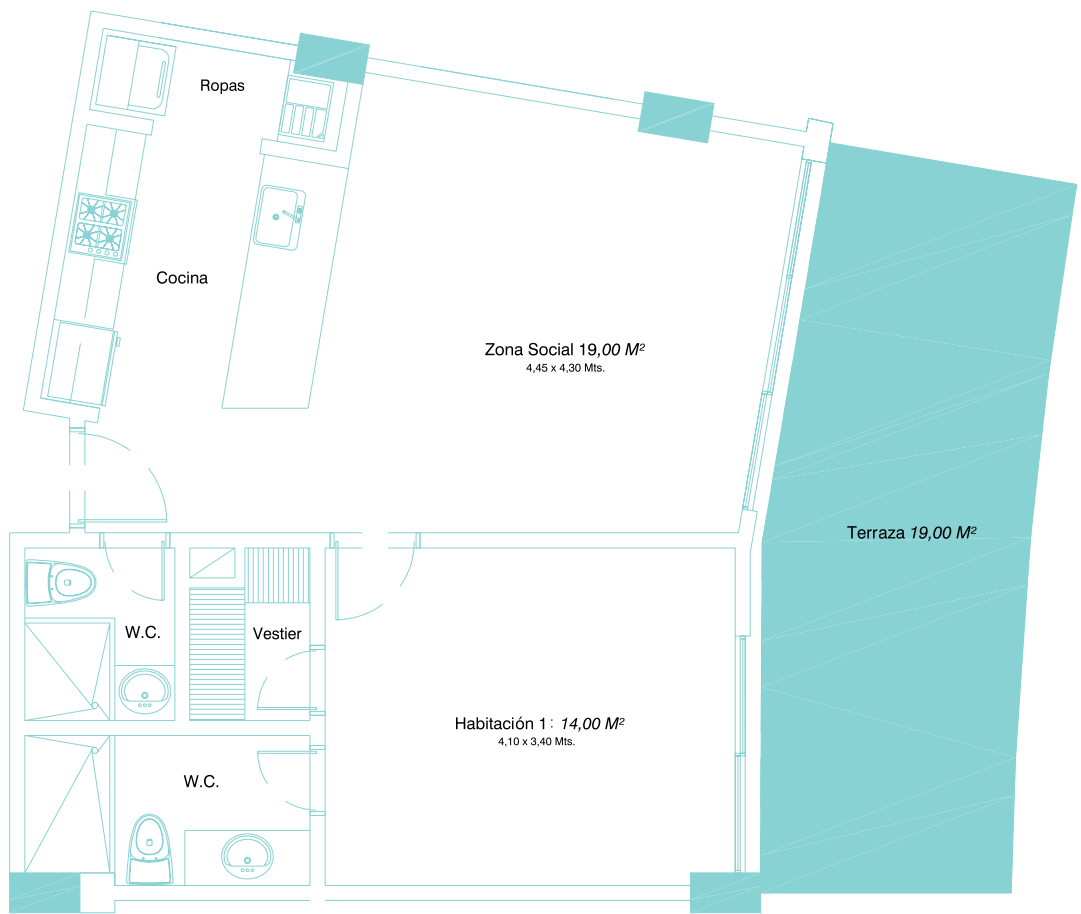 Ropas
Cocina
Zona Social 19,00 M²
4,45 x 4,30 Mts.
Terraza 19,00 M²
W.C.
Vestier
Habitación 1: 14,00 M²
4,10 x 3,40 Mts.
W.C.